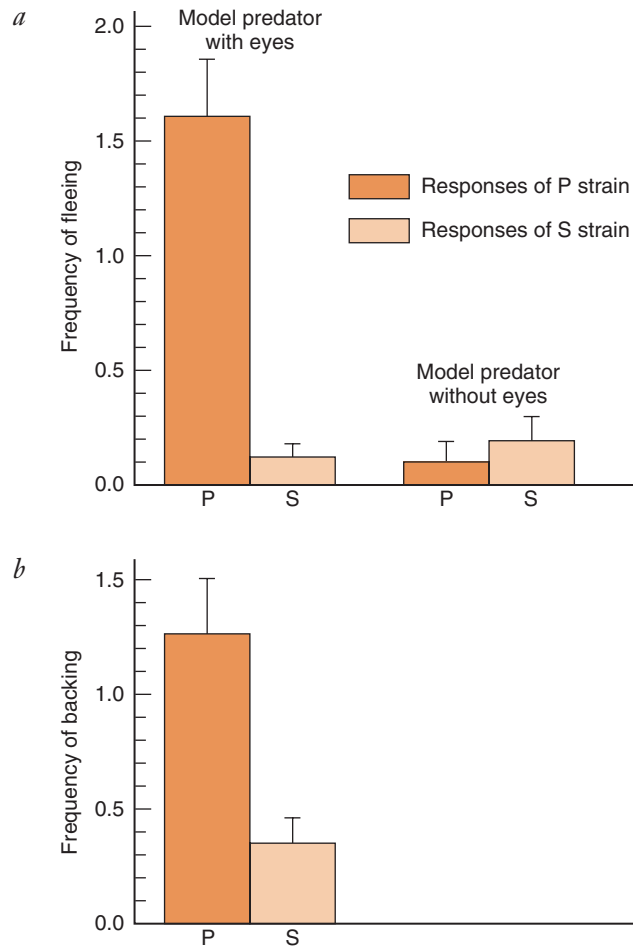 a
Model predator
with eyes
2.0
1.5
1.0
0.5
0.0
Frequency of fleeing
Responses of P strain
Responses of S strain
Model predator
without eyes
P
S
P
S
b
1.5
1.0
0.5
0.0
Frequency of backing
P
S